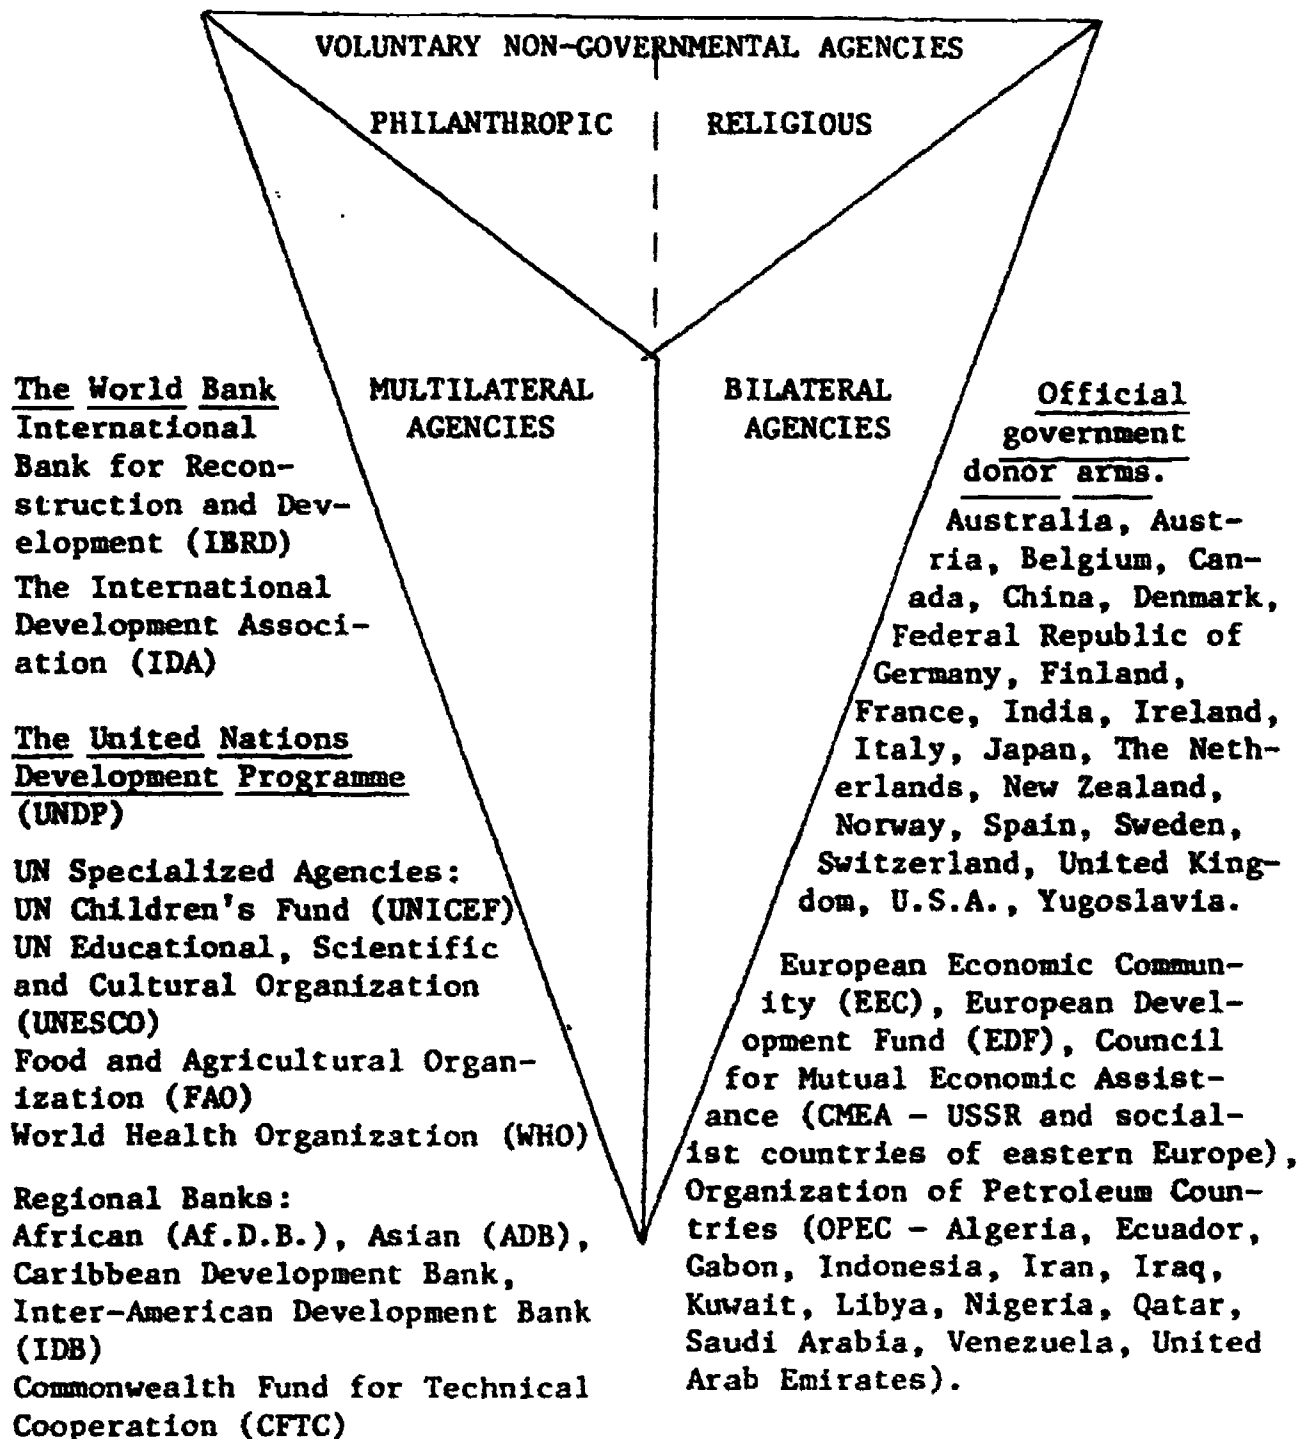 VOLUNTARY NON-GOVERNMENTAL AGENCIES
PHILANTHROPIC
RELIGIOUS
MULTILATERAL
AGENCIES
BILATERAL
AGENCIES
The World Bank
International
Bank for Recon-
struction and Dev-
elopment (IBRD)
The International
Development Associ-
ation (IDA)
The United Nations
Development Programme
(UNDP)
UN Specialized Agencies:
UN Children's Fund (UNICEF)
UN Educational, Scientific
and Cultural Organization
(UNESCO)
Food and Agricultural Organ-
ization (FAO)
World Health Organization (WHO)
Regional Banks:
African (Af.D.B.), Asian (ADB),
Caribbean Development Bank,
Inter-American Development Bank
(IDB)
Commonwealth Fund for Technical
Cooperation (CFTC)
Official
government
donor arms.
Australia, Aust-
ria, Belgium, Can-
ada, China, Denmark,
Federal Republic of
Germany, Finland,
France, India, Ireland,
Italy, Japan, The Neth-
erlands, New Zealand,
Norway, Spain, Sweden,
Switzerland, United King-
dom, U.S.A., Yugoslavia.
European Economic Commun-
ity (EEC), European Devel-
opment Fund (EDF), Council
for Mutual Economic Assist-
ance (CMEA - USSR and social-
ist countries of eastern Europe),
Organization of Petroleum Coun-
tries (OPEC - Algeria, Ecuador,
Gabon, Indonesia, Iran, Iraq,
Kuwait, Libya, Nigeria, Qatar,
Saudi Arabia, Venezuela, United
Arab Emirates).